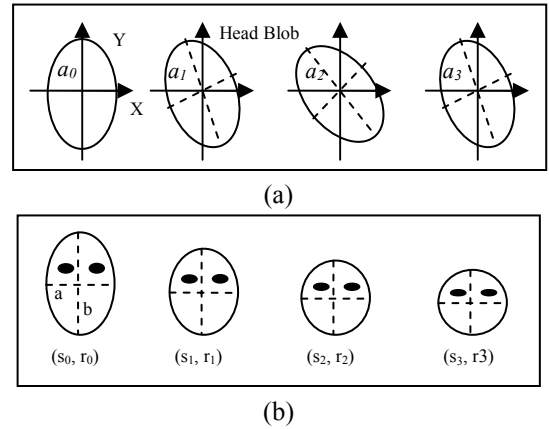 Y Head Blob
a0 a1 a2 a3
X
(a)
a
b
(s0, r0) (s1, r1) (s2, r2) (s3, r3)
(b)